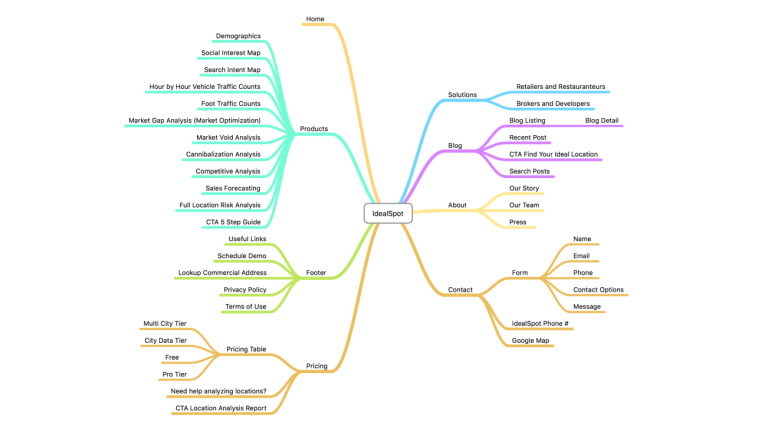 Home
Demographics
Social Interest Map
Search Intent Map
Hour by Hour Vehicle Traffic Counts
Foot Traffic Counts
Market Gap Analysis (Market Optimization)
Market Void Analysis
Cannibalization Analysis
Competitive Analysis
Sales Forecasting
Full Location Risk Analysis
CTA 5 Step Guide
Products
Useful Links
Schedule Demo
Lookup Commercial Address
Privacy Policy
Terms of Use
Footer
Multi City Tier
City Data Tier
Free
Pro Tier
Pricing Table
Need help analyzing locations?
CTA Location Analysis Report
Pricing
IdealSpot
Solutions
Retailers and Restauranteurs
Brokers and Developers
Blog
Blog Listing
Blog Detail
Recent Post
CTA Find Your Ideal Location
Search Posts
About
Our Story
Our Team
Press
Contact
Form
Name
Email
Phone
Contact Options
Message
IdealSpot Phone #
Google Map